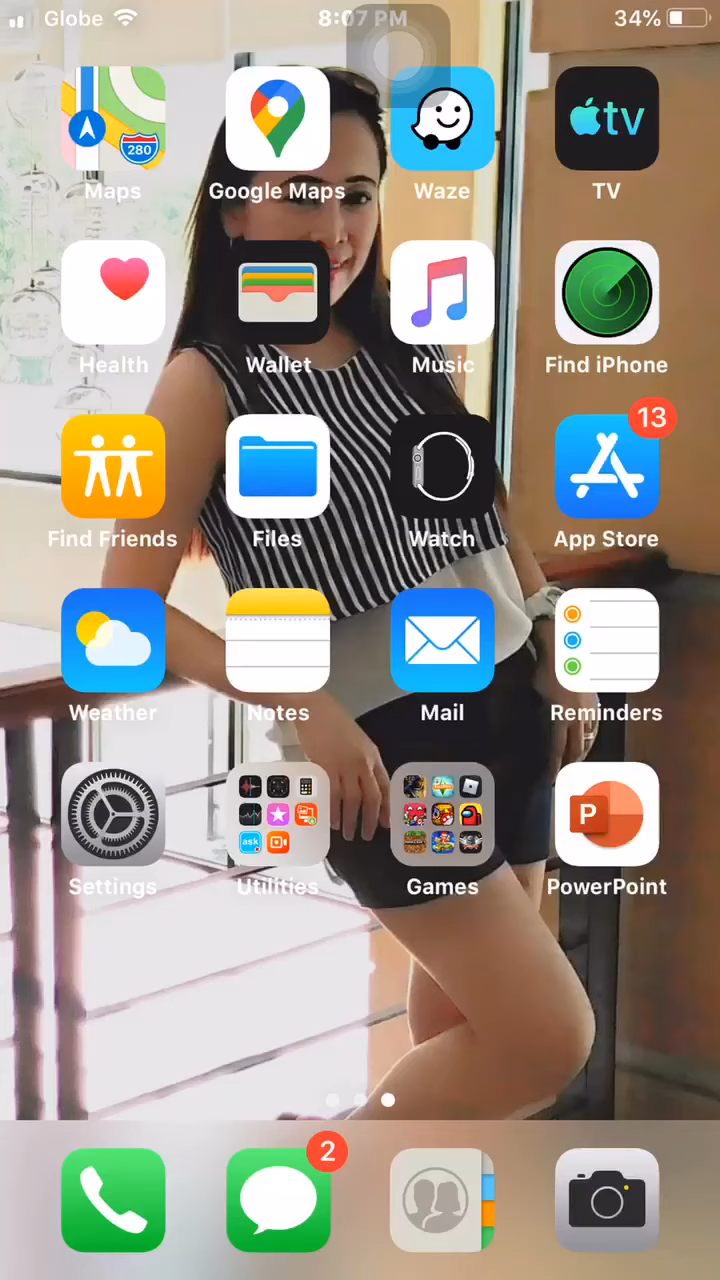 Globe 8:07 PM 34%
280
tv
Maps Google Maps Waze TV
Health Wallet Music Find iPhone
13
Find Friends Files Watch App Store
Weather Notes Mail Reminders
ask
P
Settings Utilities Games PowerPoint
2